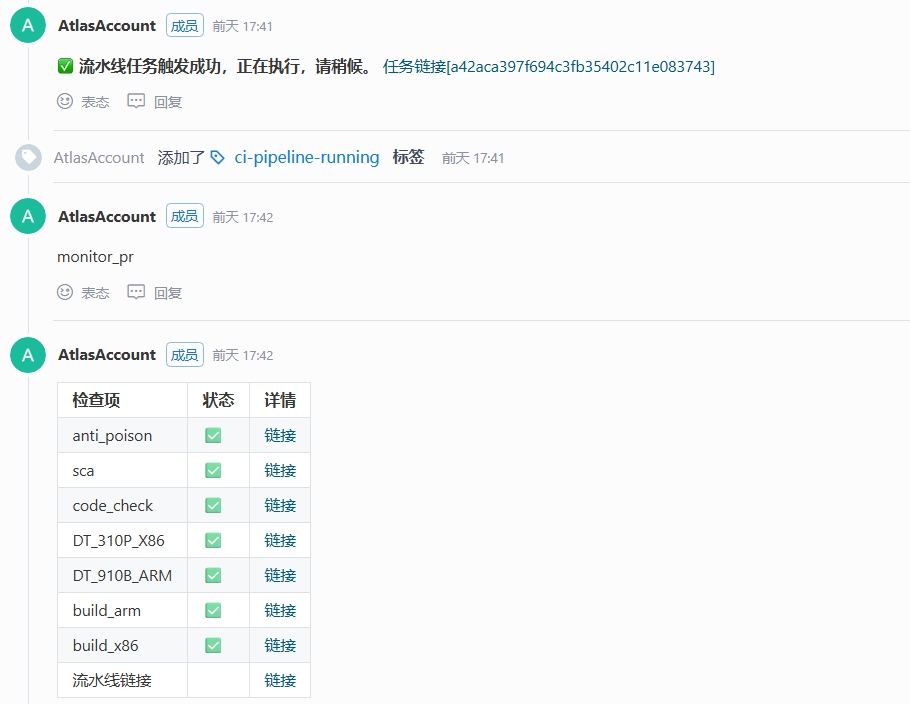 A AtlasAccount 成员 前天 17:41
✅ 流水线任务触发成功，正在执行，请稍候。 任务链接[a42aca397f694c3fb35402c11e083743]
表态 回复
AtlasAccount 添加了 ci-pipeline-running 标签 前天 17:41
A AtlasAccount 成员 前天 17:42
monitor_pr
表态 回复
A AtlasAccount 成员 前天 17:42
检查项 状态 详情
anti_poison ✅ 链接
sca ✅ 链接
code_check ✅ 链接
DT_310P_X86 ✅ 链接
DT_910B_ARM ✅ 链接
build_arm ✅ 链接
build_x86 ✅ 链接
流水线链接 链接